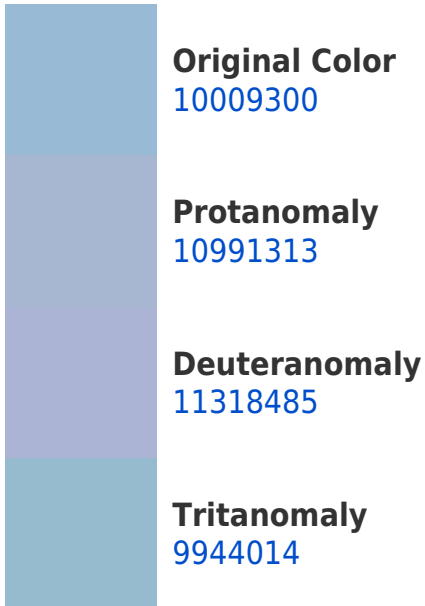 Original Color
10009300
Protanomaly
10991313
Deuteranomaly
11318485
Tritanomaly
9944014